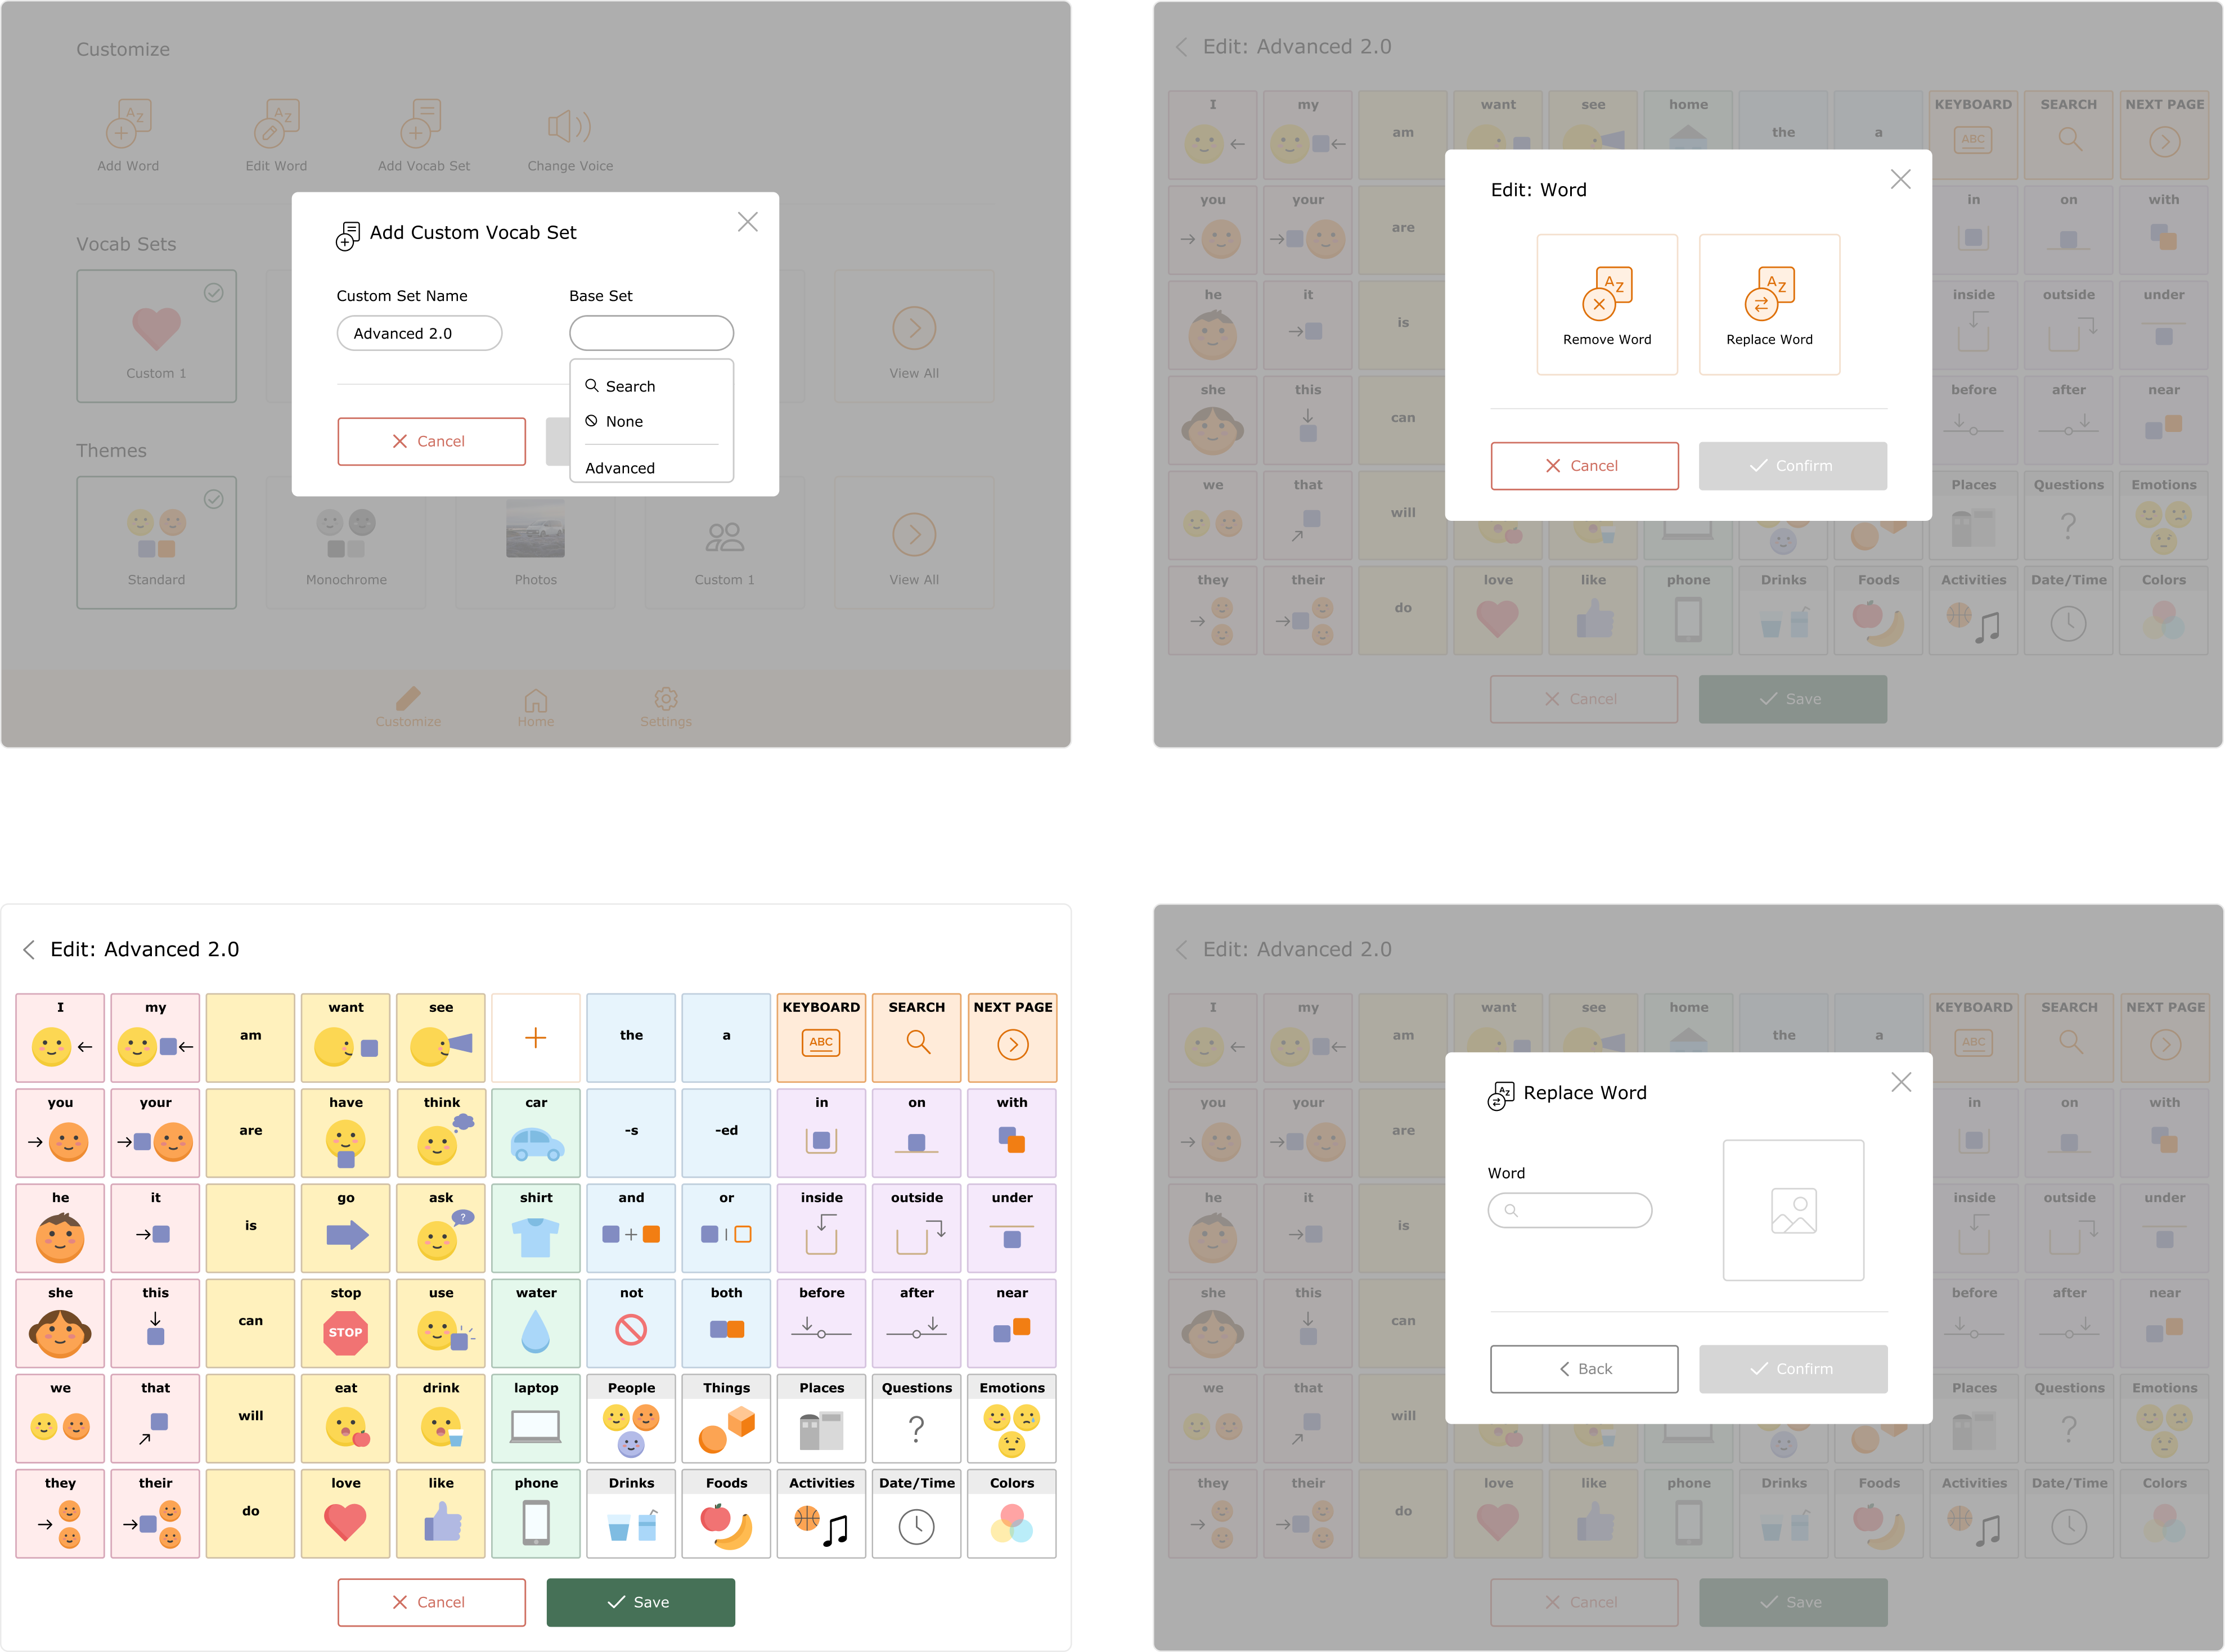 Customize
Add Word
Edit Word
Add Vocab Set
Change Voice
Vocab Sets
Custom 1
View All
Themes
Standard
Monochrome
Photos
Custom 1
View All
Customize
Home
Settings
Add Custom Vocab Set
Custom Set Name
Base Set
Advanced 2.0
Search
None
Advanced
Cancel
Edit: Advanced 2.0
I my am want see home the a KEYBOARD SEARCH NEXT PAGE
ABC
you your are in on with
he it is inside outside under
she this can before after near
we that will Places Questions Emotions
they their do love like phone Drinks Foods Activities Date/Time Colors
Cancel Save
Edit: Word
Az Az
Remove Word Replace Word
Cancel Confirm
Edit: Advanced 2.0
I my am want see the a KEYBOARD SEARCH NEXT PAGE
ABC
you your are have think car -s -ed in on with
he it is go ask shirt and or inside outside under
she this can stop use water not both before after near
STOP
we that will eat drink laptop People Things Places Questions Emotions
?
they their do love like phone Drinks Foods Activities Date/Time Colors
Cancel Save
Edit: Advanced 2.0
I my am want see home the a KEYBOARD SEARCH NEXT PAGE
ABC
you your are in on with
he it is inside outside under
she this can before after near
we that will Places Questions Emotions
?
they their do love like phone Drinks Foods Activities Date/Time Colors
Cancel Save
Replace Word
Word
Back Confirm